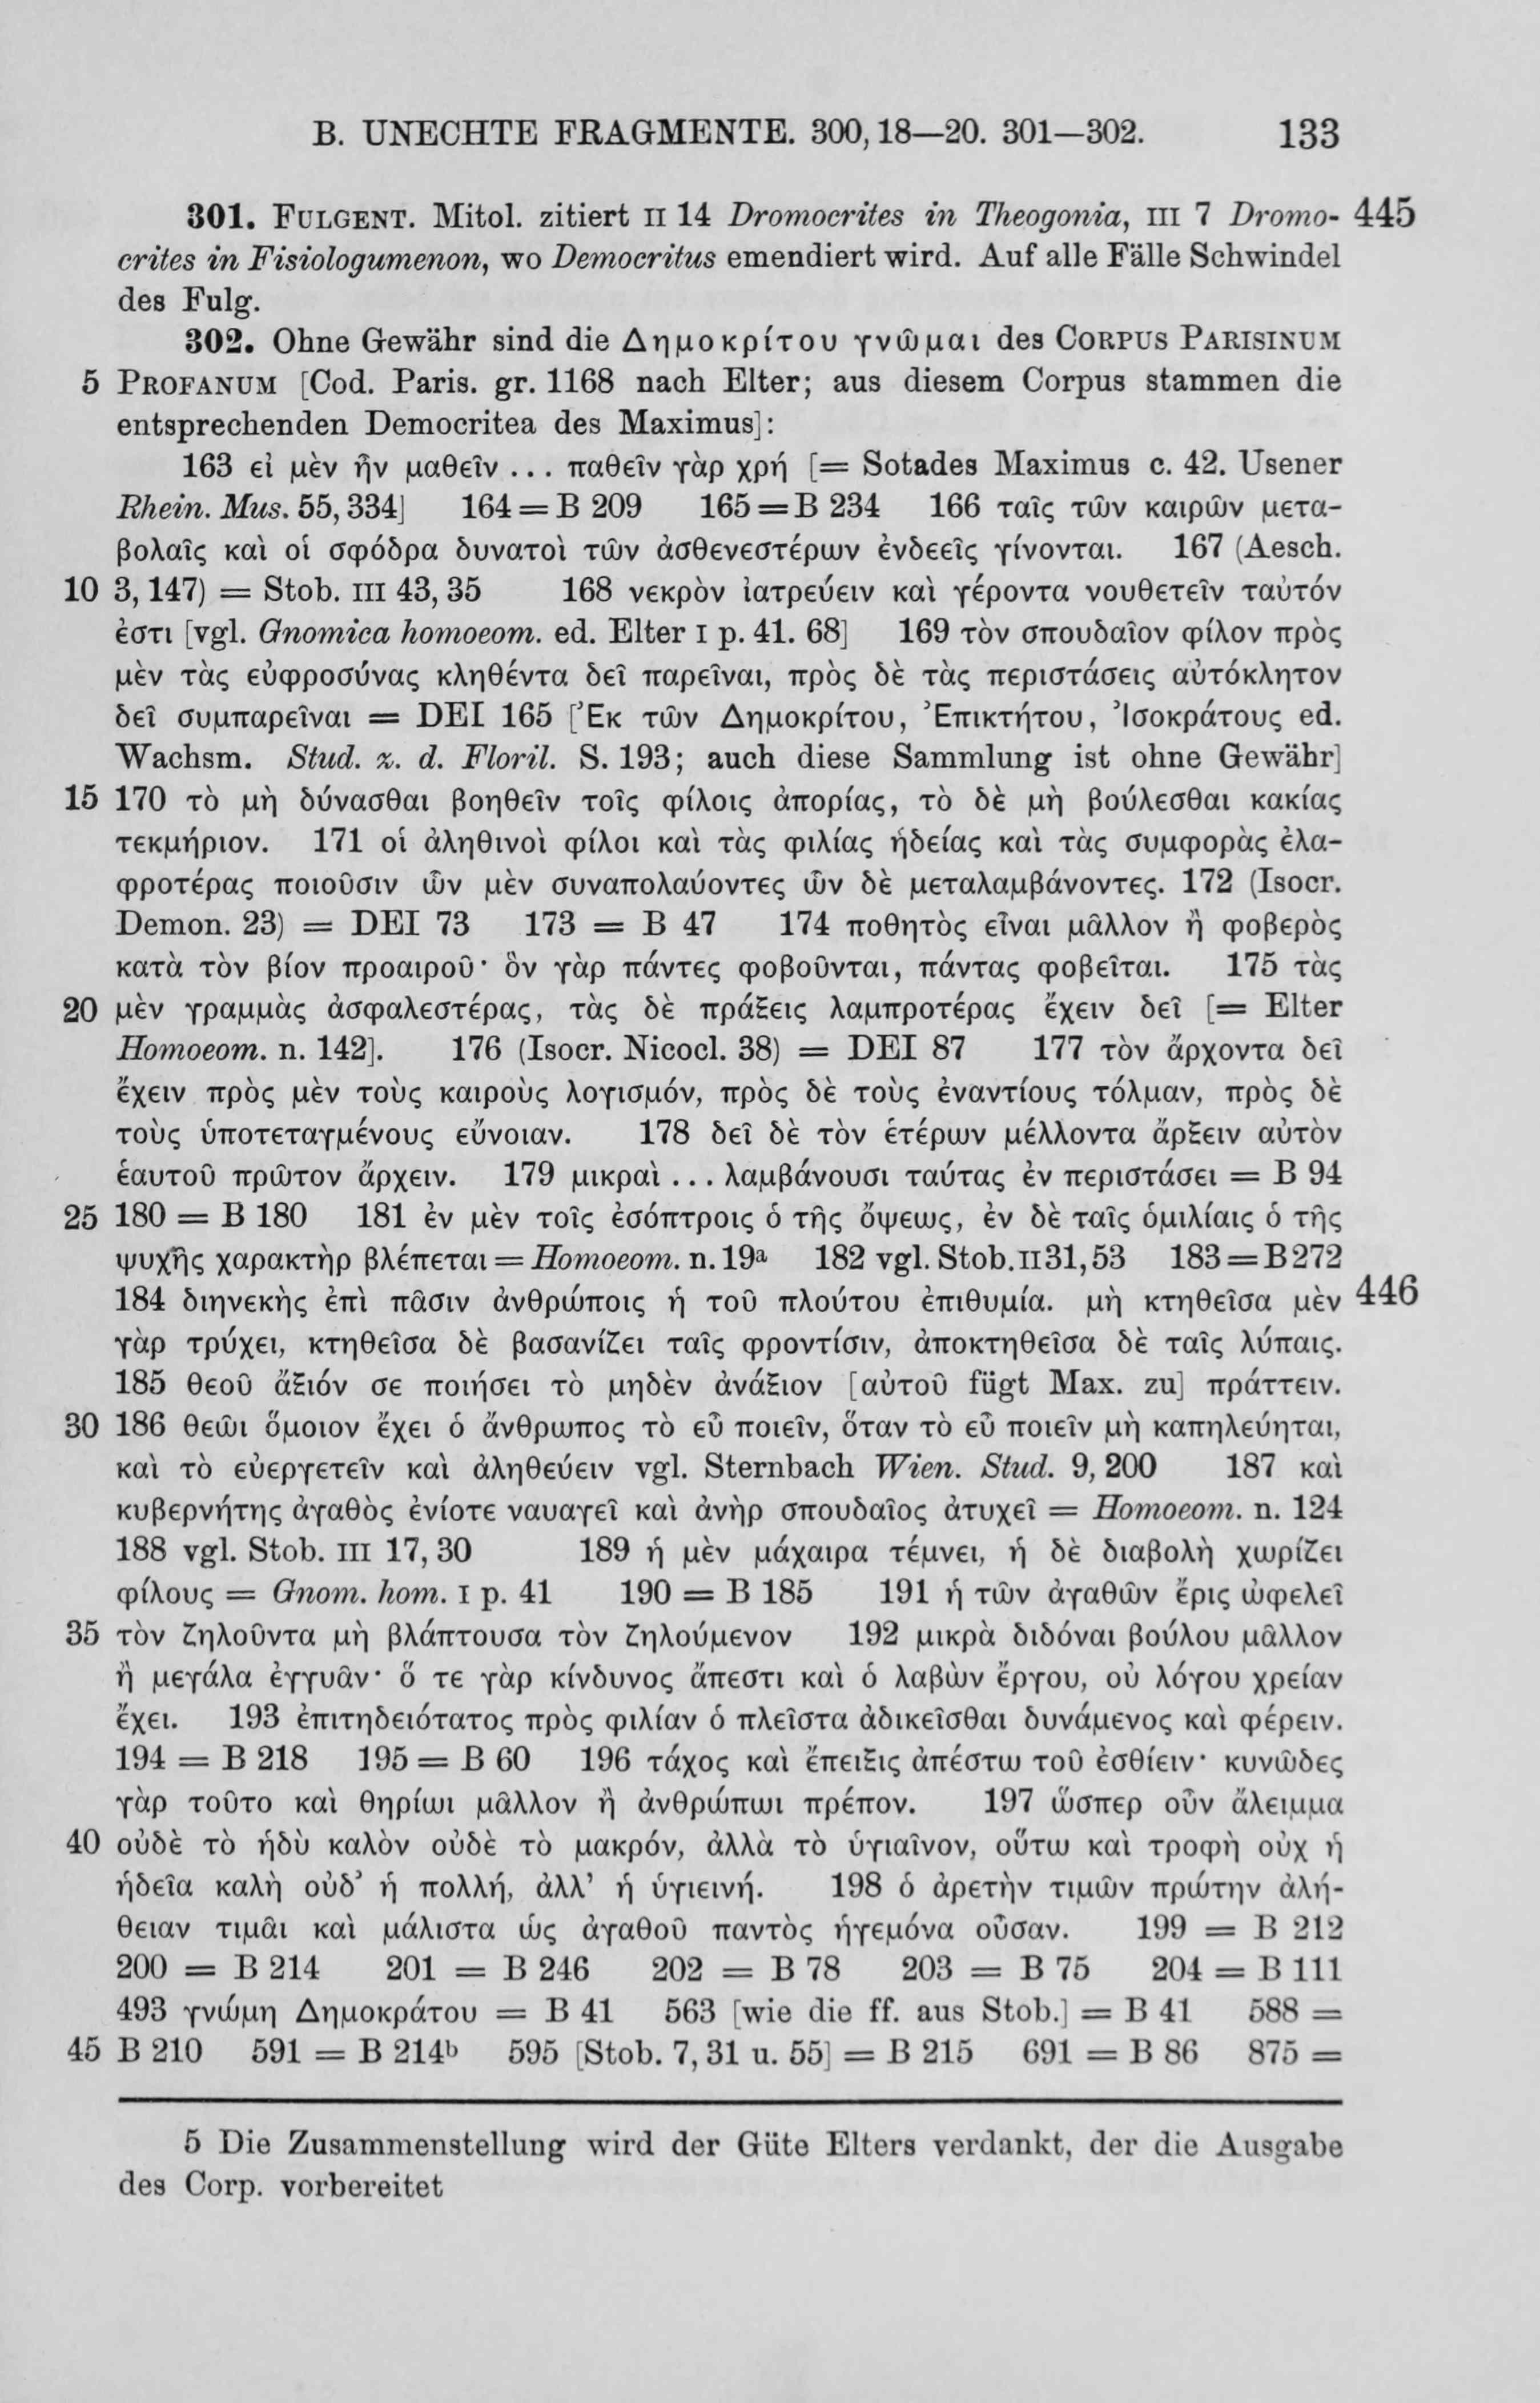 B. UNECHTE FRAGMENTE. 300,18—20. 301—302. 133
301. FULGENT. Mitol. zitiert II 14 Dromocrites in Theogonia, III 7 Dromo- 445
crites in Fisiologumenon, wo Democritus emendiert wird. Auf alle Fälle Schwindel
des Fulg.
302. Ohne Gewähr sind die Δημοκρίτου γνῶμαι des CORPUS PARISINUM
5 PROFANUM [Cod. Paris. gr. 1168 nach Elter; aus diesem Corpus stammen die
entsprechenden Democritea des Maximus]:
163 εἰ μὲν ἦν μαθεῖν ... παθεῖν γὰρ χρή [= Sotades Maximus c. 42. Usener
Rhein. Mus. 55, 334] 164 = B 209 165 = B 234 166 ταῖς τῶν καιρῶν μετα-
βολαῖς καὶ οἱ σφόδρα δυνατοὶ τῶν ἀσθενεστέρων ἐνδεεῖς γίνονται. 167 (Aesch.
10 3, 147) = Stob. III 43, 35 168 νεκρὸν ἰατρεύειν καὶ γέροντα νουθετεῖν ταὐτόν
ἐστι [vgl. Gnomica homoeom. ed. Elter I p. 41. 68] 169 τὸν σπουδαῖον φίλον πρὸς
μὲν τὰς εὐφροσύνας κληθέντα δεῖ παρεῖναι, πρὸς δὲ τὰς περιστάσεις αὐτόκλητον
δεῖ συμπαρεῖναι = DEI 165 [Ἐκ τῶν Δημοκρίτου, Ἐπικτήτου, Ἰσοκράτους ed.
Wachsm. Stud. z. d. Floril. S. 193; auch diese Sammlung ist ohne Gewähr]
15 170 τὸ μὴ δύνασθαι βοηθεῖν τοῖς φίλοις ἀπορίας, τὸ δὲ μὴ βούλεσθαι κακίας
τεκμήριον. 171 οἱ ἀληθινοὶ φίλοι καὶ τὰς φιλίας ἡδείας καὶ τὰς συμφορὰς ἐλα-
φροτέρας ποιοῦσιν ὧν μὲν συναπολαύοντες ὧν δὲ μεταλαμβάνοντες. 172 (Isocr.
Demon. 23) = DEI 73 173 = B 47 174 ποθητὸς εἶναι μᾶλλον ἢ φοβερὸς
κατὰ τὸν βίον προαιροῦ· ὃν γὰρ πάντες φοβοῦνται, πάντας φοβεῖται. 175 τὰς
20 μὲν γραμμὰς ἀσφαλεστέρας, τὰς δὲ πράξεις λαμπροτέρας ἔχειν δεῖ [= Elter
Homoeom. n. 142]. 176 (Isocr. Nicocl. 38) = DEI 87 177 τὸν ἄρχοντα δεῖ
ἔχειν πρὸς μὲν τοὺς καιροὺς λογισμόν, πρὸς δὲ τοὺς ἐναντίους τόλμαν, πρὸς δὲ
τοὺς ὑποτεταγμένους εὔνοιαν. 178 δεῖ δὲ τὸν ἑτέρων μέλλοντα ἄρξειν αὐτὸν
ἑαυτοῦ πρῶτον ἄρχειν. 179 μικραὶ ... λαμβάνουσι ταύτας ἐν περιστάσει = B 94
25 180 = B 180 181 ἐν μὲν τοῖς ἐσόπτροις ὁ τῆς ὄψεως, ἐν δὲ ταῖς ὁμιλίαις ὁ τῆς
ψυχῆς χαρακτὴρ βλέπεται = Homoeom. n. 19ª 182 vgl. Stob. II 31, 53 183 = B 272
184 διηνεκὴς ἐπὶ πᾶσιν ἀνθρώποις ἡ τοῦ πλούτου ἐπιθυμία. μὴ κτηθεῖσα μὲν 446
γὰρ τρύχει, κτηθεῖσα δὲ βασανίζει ταῖς φροντίσιν, ἀποκτηθεῖσα δὲ ταῖς λύπαις.
185 θεοῦ ἄξιόν σε ποιήσει τὸ μηδὲν ἀνάξιον [αὐτοῦ fügt Max. zu] πράττειν.
30 186 θεῶι ὅμοιον ἔχει ὁ ἄνθρωπος τὸ εὖ ποιεῖν, ὅταν τὸ εὖ ποιεῖν μὴ καπηλεύηται,
καὶ τὸ εὐεργετεῖν καὶ ἀληθεύειν vgl. Sternbach Wien. Stud. 9, 200 187 καὶ
κυβερνήτης ἀγαθὸς ἐνίοτε ναυαγεῖ καὶ ἀνὴρ σπουδαῖος ἀτυχεῖ = Homoeom. n. 124
188 vgl. Stob. III 17, 30 189 ἡ μὲν μάχαιρα τέμνει, ἡ δὲ διαβολὴ χωρίζει
φίλους = Gnom. hom. I p. 41 190 = B 185 191 ἡ τῶν ἀγαθῶν ἔρις ὠφελεῖ
35 τὸν ζηλοῦντα μὴ βλάπτουσα τὸν ζηλούμενον 192 μικρὰ διδόναι βούλου μᾶλλον
ἢ μεγάλα ἐγγυᾶν· ὅ τε γὰρ κίνδυνος ἄπεστι καὶ ὁ λαβὼν ἔργου, οὐ λόγου χρείαν
ἔχει. 193 ἐπιτηδειότατος πρὸς φιλίαν ὁ πλεῖστα ἀδικεῖσθαι δυνάμενος καὶ φέρειν.
194 = B 218 195 = B 60 196 τάχος καὶ ἔπειξις ἀπέστω τοῦ ἐσθίειν· κυνῶδες
γὰρ τοῦτο καὶ θηρίωι μᾶλλον ἢ ἀνθρώπωι πρέπον. 197 ὥσπερ οὖν ἄλειμμα
40 οὐδὲ τὸ ἡδὺ καλὸν οὐδὲ τὸ μακρόν, ἀλλὰ τὸ ὑγιαῖνον, οὕτω καὶ τροφὴ οὐχ ἡ
ἡδεῖα καλὴ οὐδ’ ἡ πολλή, ἀλλ’ ἡ ὑγιεινή. 198 ὁ ἀρετὴν τιμῶν πρώτην ἀλή-
θειαν τιμᾶι καὶ μάλιστα ὡς ἀγαθοῦ παντὸς ἡγεμόνα οὖσαν. 199 = B 212
200 = B 214 201 = B 246 202 = B 78 203 = B 75 204 = B 111
493 γνώμη Δημοκράτου = B 41 563 [wie die ff. aus Stob.] = B 41 588 =
45 B 210 591 = B 214ᵇ 595 [Stob. 7, 31 u. 55] = B 215 691 = B 86 875 =
5 Die Zusammenstellung wird der Güte Elters verdankt, der die Ausgabe
des Corp. vorbereitet